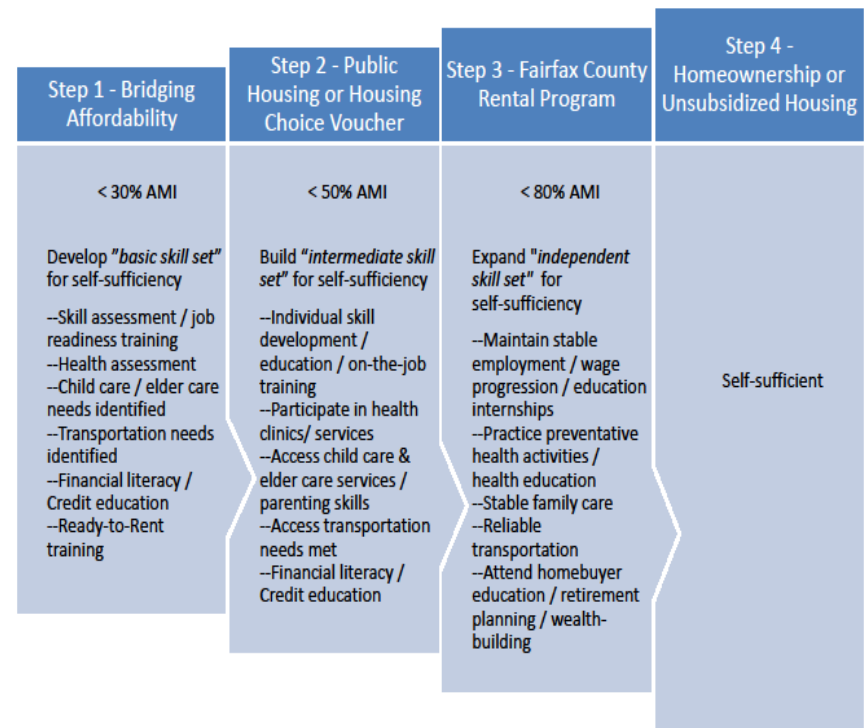 Step 1 - Bridging
Affordability
< 30% AMI
Develop "basic skill set"
for self-sufficiency
--Skill assessment / job
readiness training
--Health assessment
--Child care / elder care
needs identified
--Transportation needs
identified
--Financial literacy /
Credit education
--Ready-to-Rent
training
Step 2 - Public
Housing or Housing
Choice Voucher
< 50% AMI
Build "intermediate skill
set" for self-sufficiency
--Individual skill
development /
education / on-the-job
training
--Participate in health
clinics/ services
--Access child care &
elder care services /
parenting skills
--Access transportation
needs met
--Financial literacy /
Credit education
Step 3 - Fairfax County
Rental Program
< 80% AMI
Expand "independent
skill set" for
self-sufficiency
--Maintain stable
employment / wage
progression / education
internships
--Practice preventative
health activities /
health education
--Stable family care
--Reliable
transportation
--Attend homebuyer
education / retirement
planning / wealth-
building
Step 4 -
Homeownership or
Unsubsidized Housing
Self-sufficient